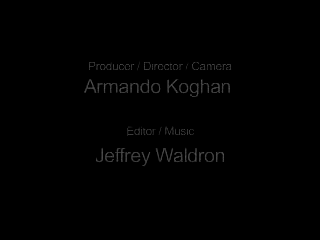 Producer / Director / Camera
Armando Koghan
Editor / Music
Jeffrey Waldron